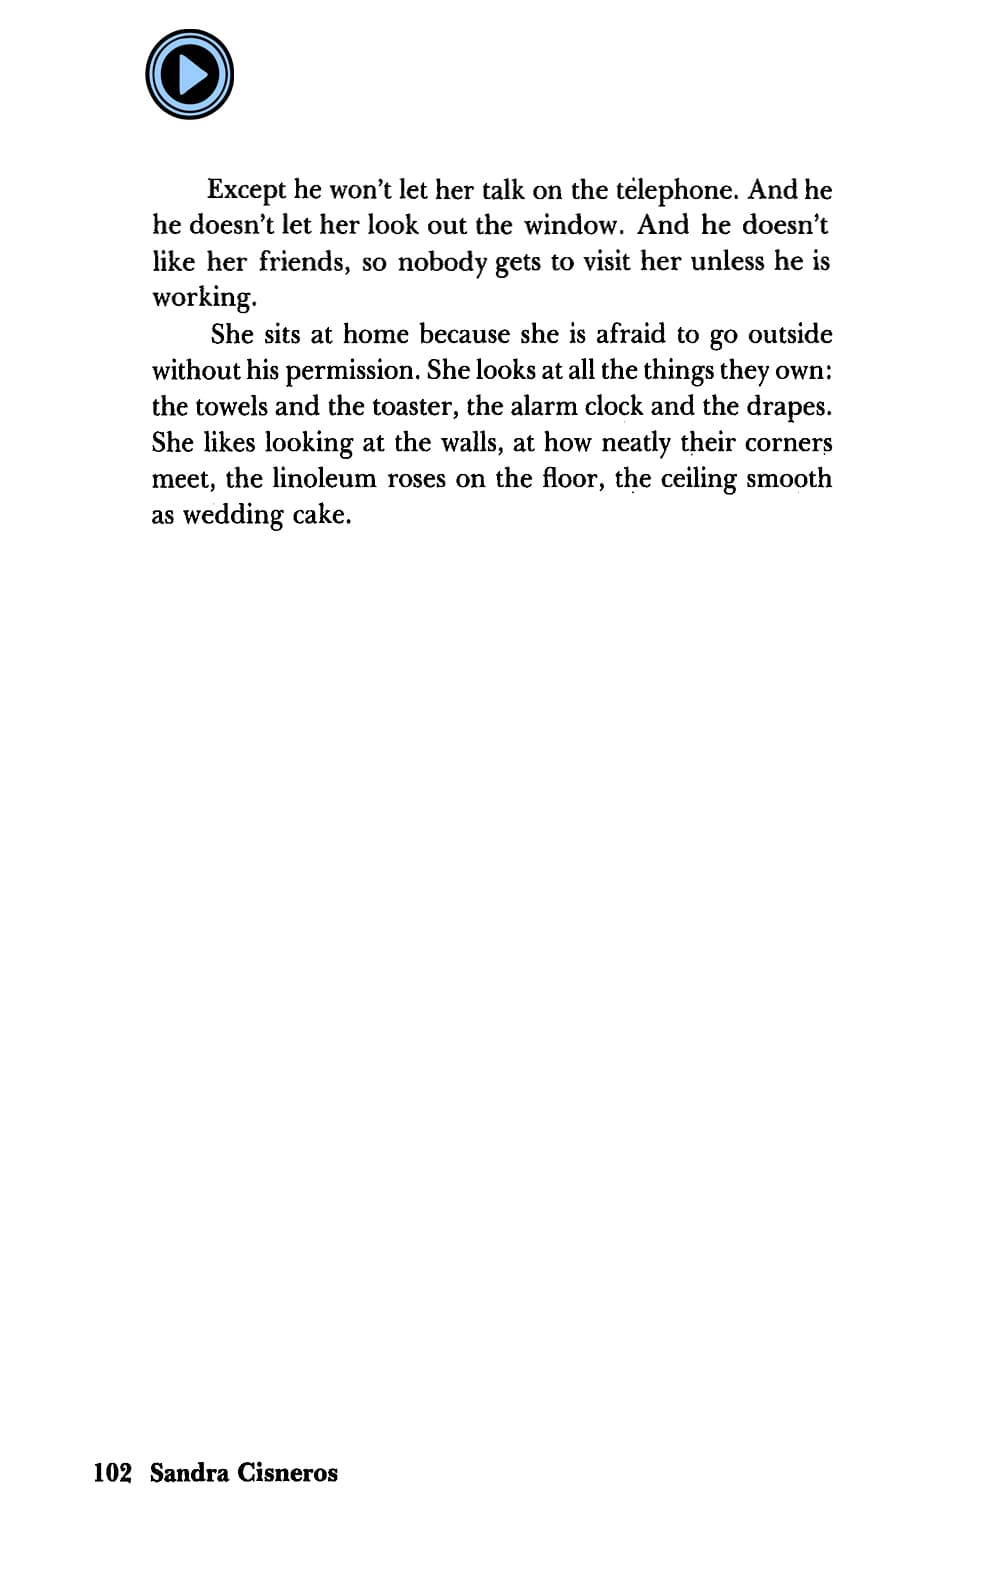 Except he won't let her talk on the telephone. And he
he doesn't let her look out the window. And he doesn't
like her friends, so nobody gets to visit her unless he is
working.
She sits at home because she is afraid to go outside
without his permission. She looks at all the things they own:
the towels and the toaster, the alarm clock and the drapes.
She likes looking at the walls, at how neatly their corners
meet, the linoleum roses on the floor, the ceiling smooth
as wedding cake.
102 Sandra Cisneros